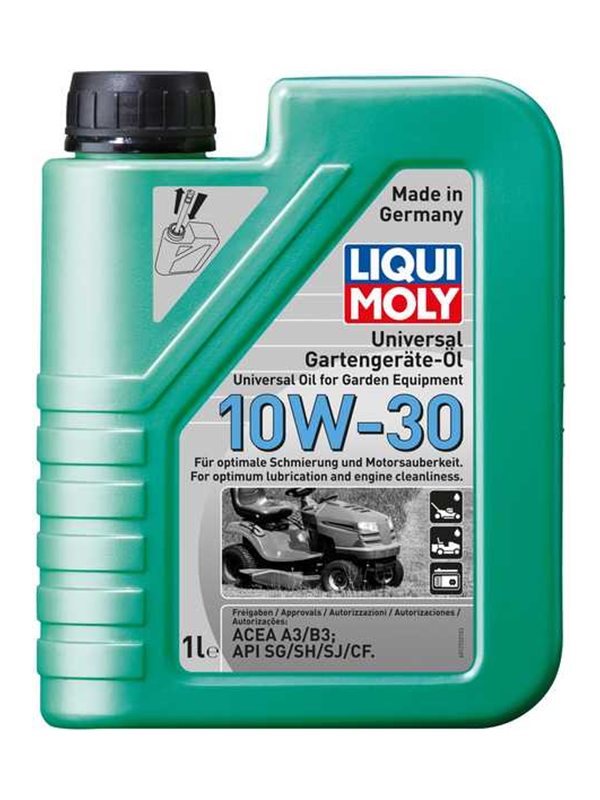 Made in
Germany
LIQUI
MOLY
Universal
Gartengeräte-Öl
Universal Oil for Garden Equipment
10W-30
Für optimale Schmierung und Motorsauberkeit.
For optimum lubrication and engine cleanliness.
Freigaben / Approvals / Autorizzazioni / Autorizaciones /
Autorizações:
ACEA A3/B3;
API SG/SH/SJ/CF.
1L e